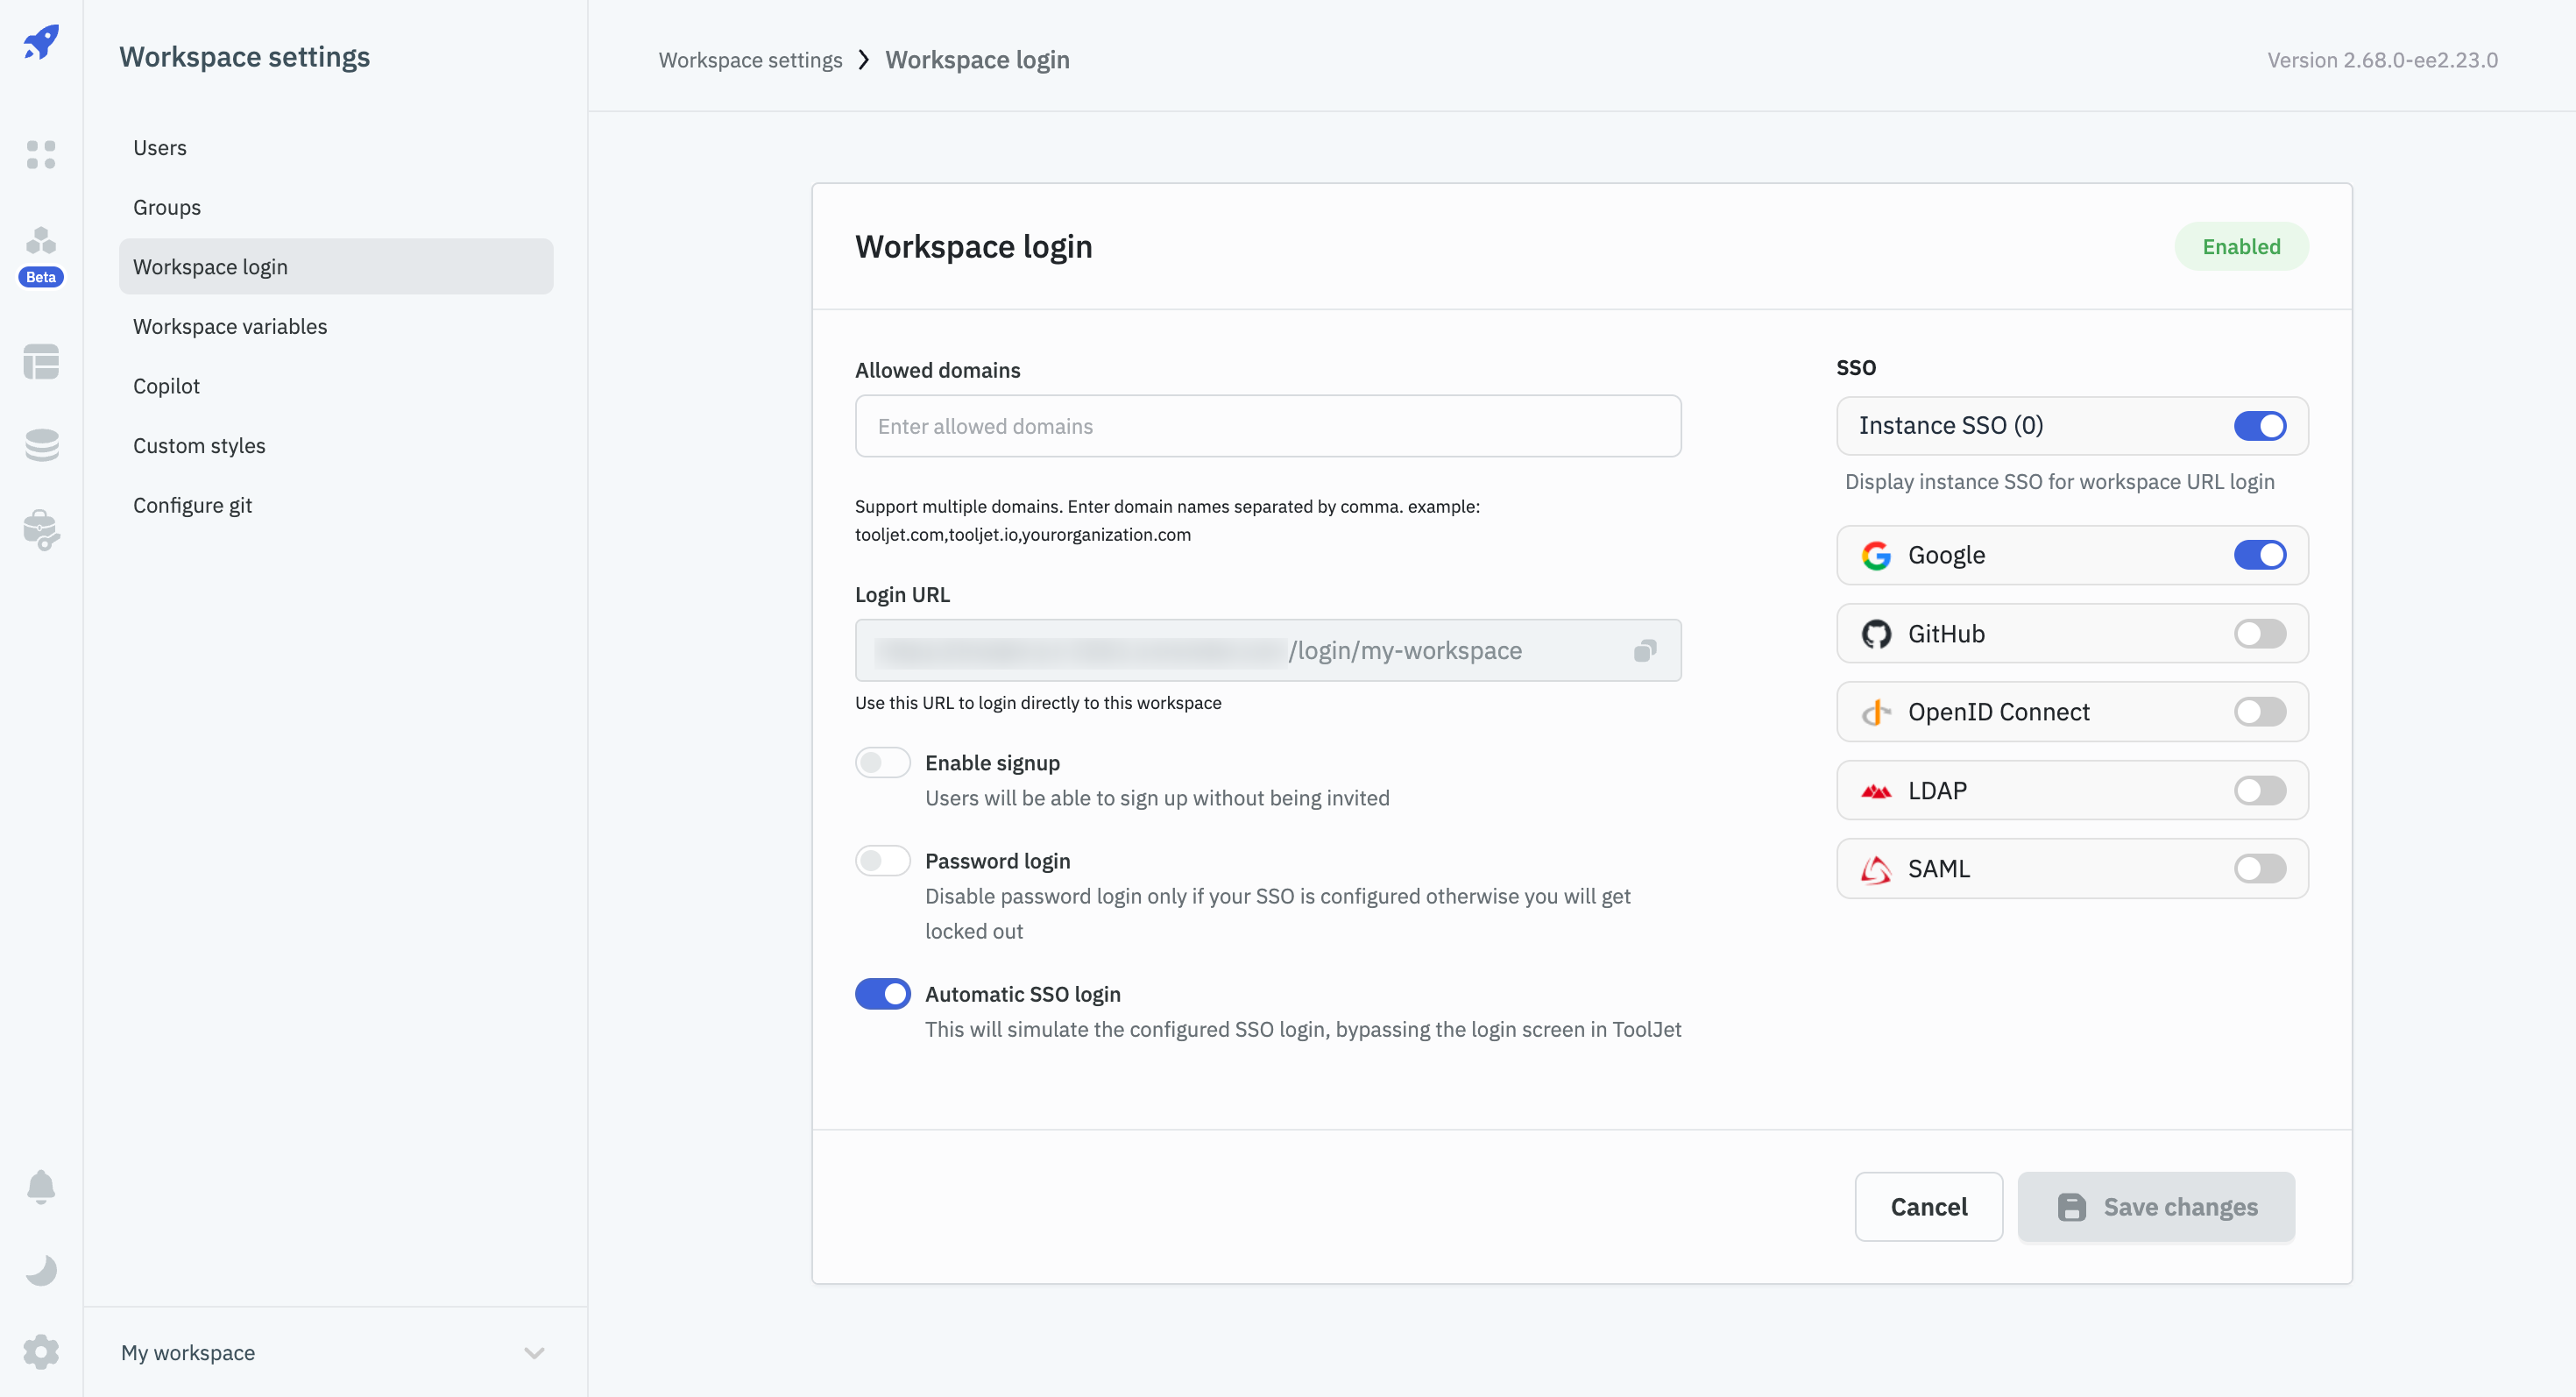 Workspace settings
Users
Groups
Workspace login
Workspace variables
Copilot
Custom styles
Configure git
My workspace
Beta
Workspace settings > Workspace login
Version 2.68.0-ee2.23.0
Workspace login
Enabled
Allowed domains
Enter allowed domains
Support multiple domains. Enter domain names separated by comma. example:
tooljet.com,tooljet.io,yourorganization.com
Login URL
/login/my-workspace
Use this URL to login directly to this workspace
Enable signup
Users will be able to sign up without being invited
Password login
Disable password login only if your SSO is configured otherwise you will get
locked out
Automatic SSO login
This will simulate the configured SSO login, bypassing the login screen in ToolJet
SSO
Instance SSO (0)
Display instance SSO for workspace URL login
Google
GitHub
OpenID Connect
LDAP
SAML
Cancel
Save changes